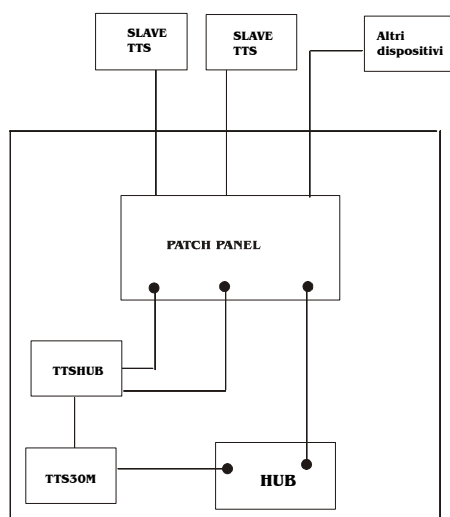 SLAVE
TTS
SLAVE
TTS
Altri
dispositivi
PATCH PANEL
TTSHUB
TTS30M
HUB